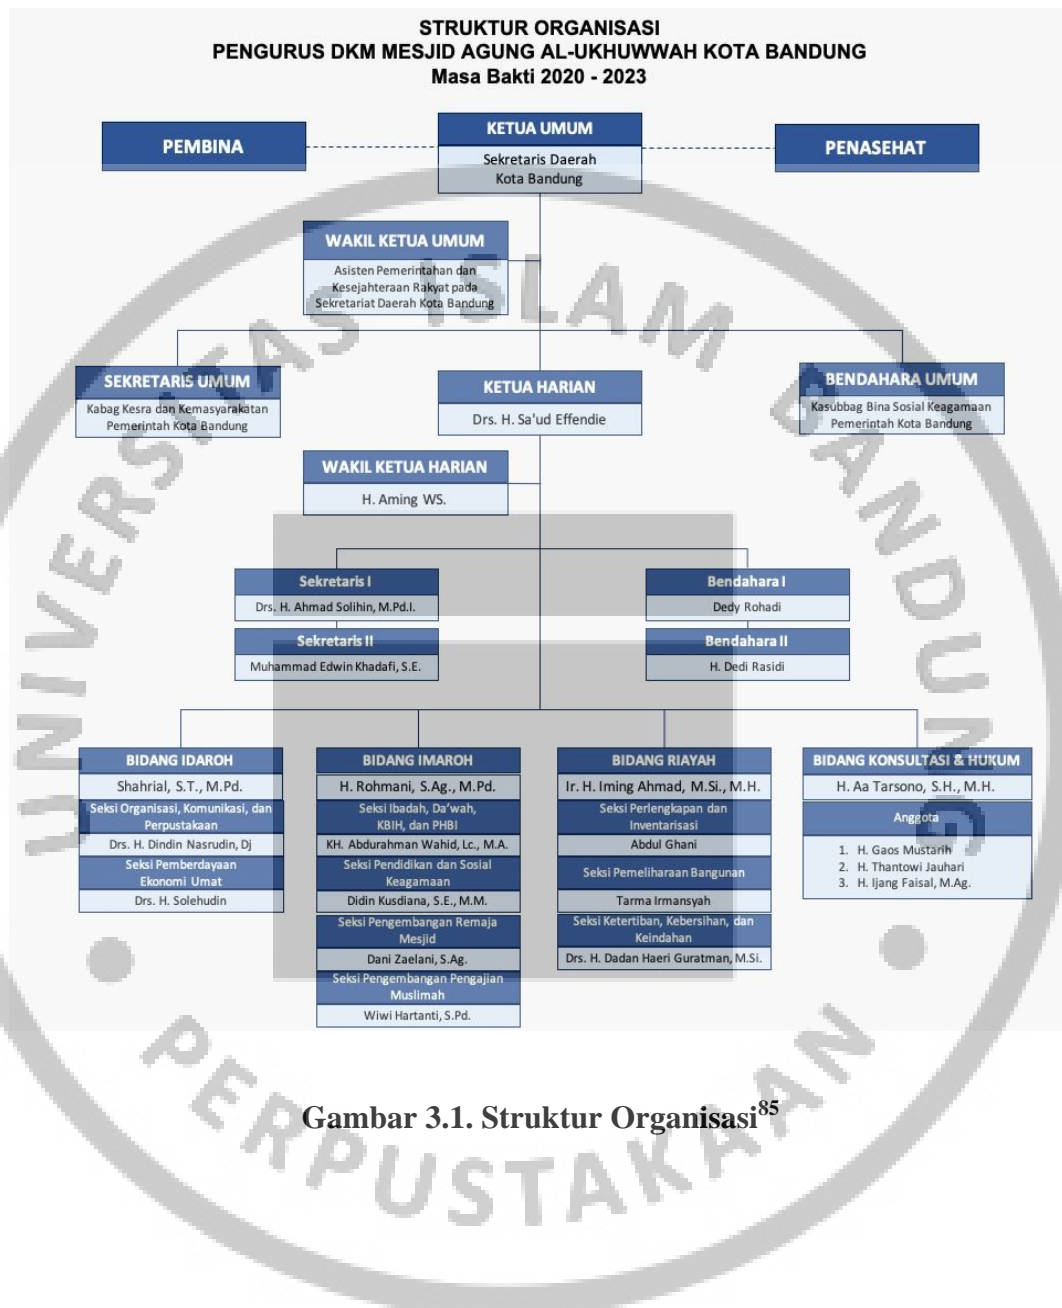 STRUKTUR ORGANISASI
PENGURUS DKM MESJID AGUNG AL-UKHUWWAH KOTA BANDUNG
Masa Bakti 2020 - 2023
PEMBINA
KETUA UMUM
Sekretaris Daerah
Kota Bandung
PENASEHAT
WAKIL KETUA UMUM
Asisten Pemerintahan dan
Kesejahteraan Rakyat pada
Sekretariat Daerah Kota Bandung
SEKRETARIS UMUM
Kabag Kesra dan Kemasyarakatan
Pemerintah Kota Bandung
KETUA HARIAN
Drs. H. Sa'ud Effendie
BENDAHARA UMUM
Kasubbag Bina Sosial Keagamaan
Pemerintah Kota Bandung
WAKIL KETUA HARIAN
H. Aming WS.
Sekretaris I
Drs. H. Ahmad Solihin, M.Pd.I.
Sekretaris II
Muhammad Edwin Khadafi, S.E.
Bendahara I
Dedy Rohadi
Bendahara II
H. Dedi Rasidi
BIDANG IDAROH
Shahrial, S.T., M.Pd.
Seksi Organisasi, Komunikasi, dan
Perpustakaan
Drs. H. Dindin Nasrudin, Dj
Seksi Pemberdayaan
Ekonomi Umat
Drs. H. Solehudin
BIDANG IMAROH
H. Rohmani, S.Ag., M.Pd.
Seksi Ibadah, Da'wah,
KBIH, dan PHBI
KH. Abdurahman Wahid, Lc., M.A.
Seksi Pendidikan dan Sosial
Keagamaan
Didin Kusdiana, S.E., M.M.
Seksi Pengembangan Remaja
Mesjid
Dani Zaelani, S.Ag.
Seksi Pengembangan Pengajian
Muslimah
Wiwi Hartanti, S.Pd.
BIDANG RIAYAH
Ir. H. Iming Ahmad, M.Si., M.H.
Seksi Perlengkapan dan
Inventarisasi
Abdul Ghani
Seksi Pemeliharaan Bangunan
Tarma Irmansyah
Seksi Ketertiban, Kebersihan, dan
Keindahan
Drs. H. Dadan Haeri Guratman, M.Si.
BIDANG KONSULTASI & HUKUM
H. Aa Tarsono, S.H., M.H.
Anggota
1. H. Gaos Mustarih
2. H. Thantowi Jauhari
3. H. Ijang Faisal, M.Ag.
Gambar 3.1. Struktur Organisasi85
UNIVERSITAS ISLAM BANDUNG
PERPUSTAKAAN